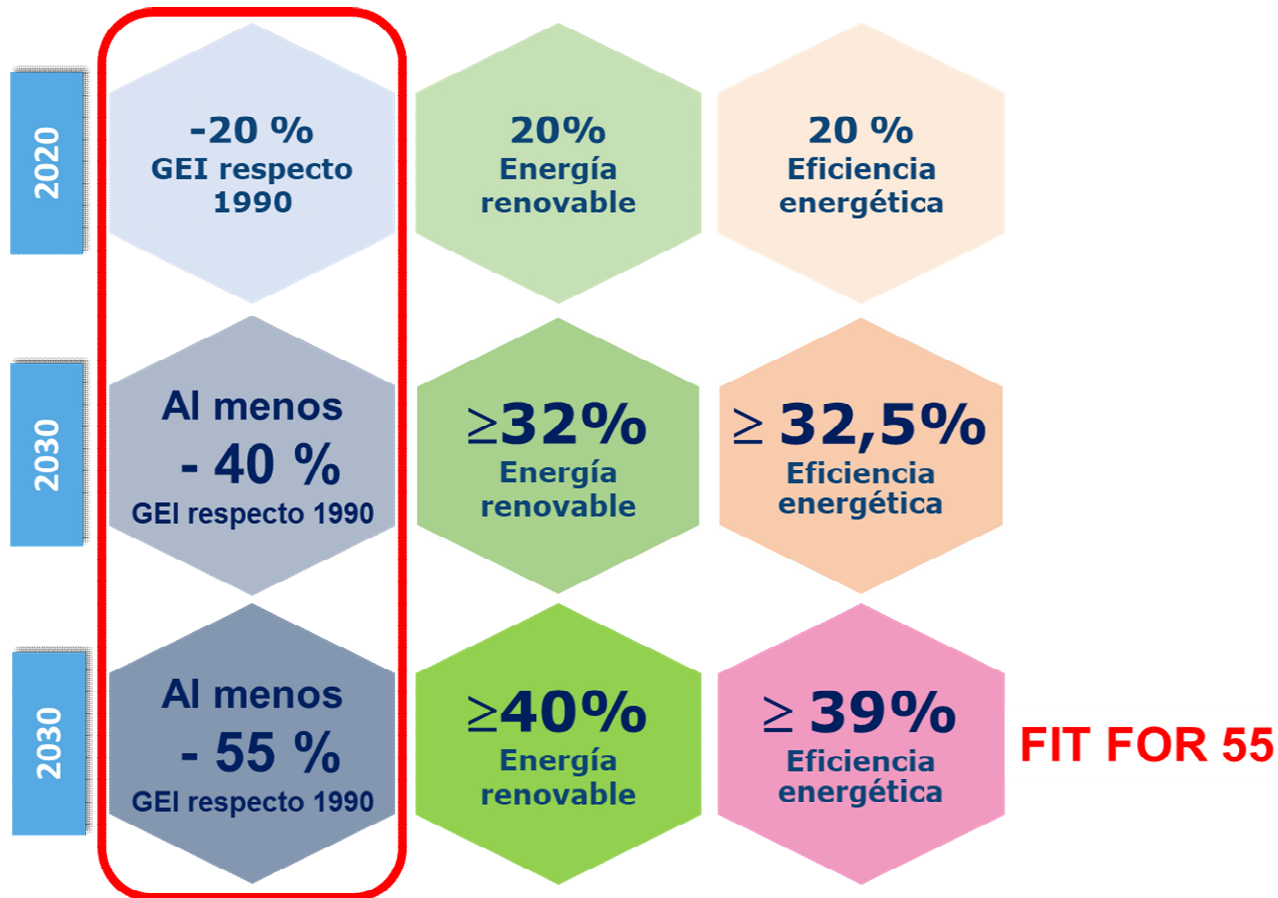 2020
-20 %
GEI respecto
1990
20%
Energía
renovable
20 %
Eficiencia
energética
2030
Al menos
- 40 %
GEI respecto 1990
≥32%
Energía
renovable
≥ 32,5%
Eficiencia
energética
2030
Al menos
- 55 %
GEI respecto 1990
≥40%
Energía
renovable
≥ 39%
Eficiencia
energética
FIT FOR 55